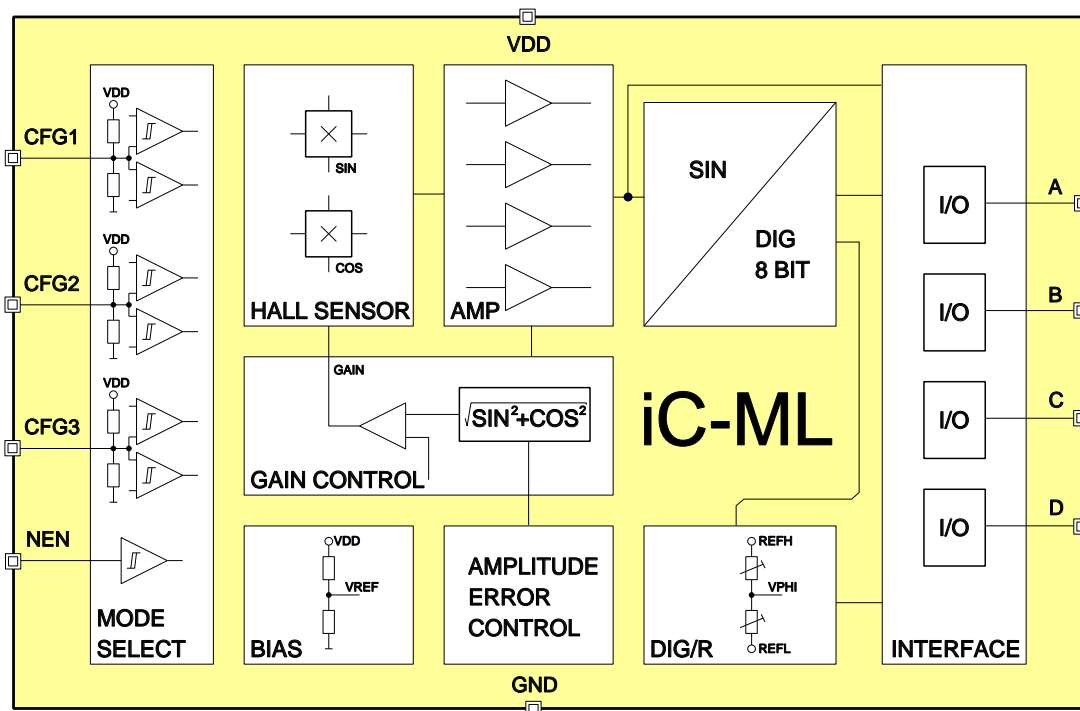 VDD
CFG1
CFG2
CFG3
NEN
VDD
VDD
VDD
MODE
SELECT
SIN
COS
HALL SENSOR
AMP
SIN
DIG
8 BIT
GAIN
√SIN²+COS²
GAIN CONTROL
iC-ML
VDD
VREF
BIAS
AMPLITUDE
ERROR
CONTROL
REFH
VPHI
REFL
DIG/R
I/O
I/O
I/O
I/O
INTERFACE
A
B
C
D
GND